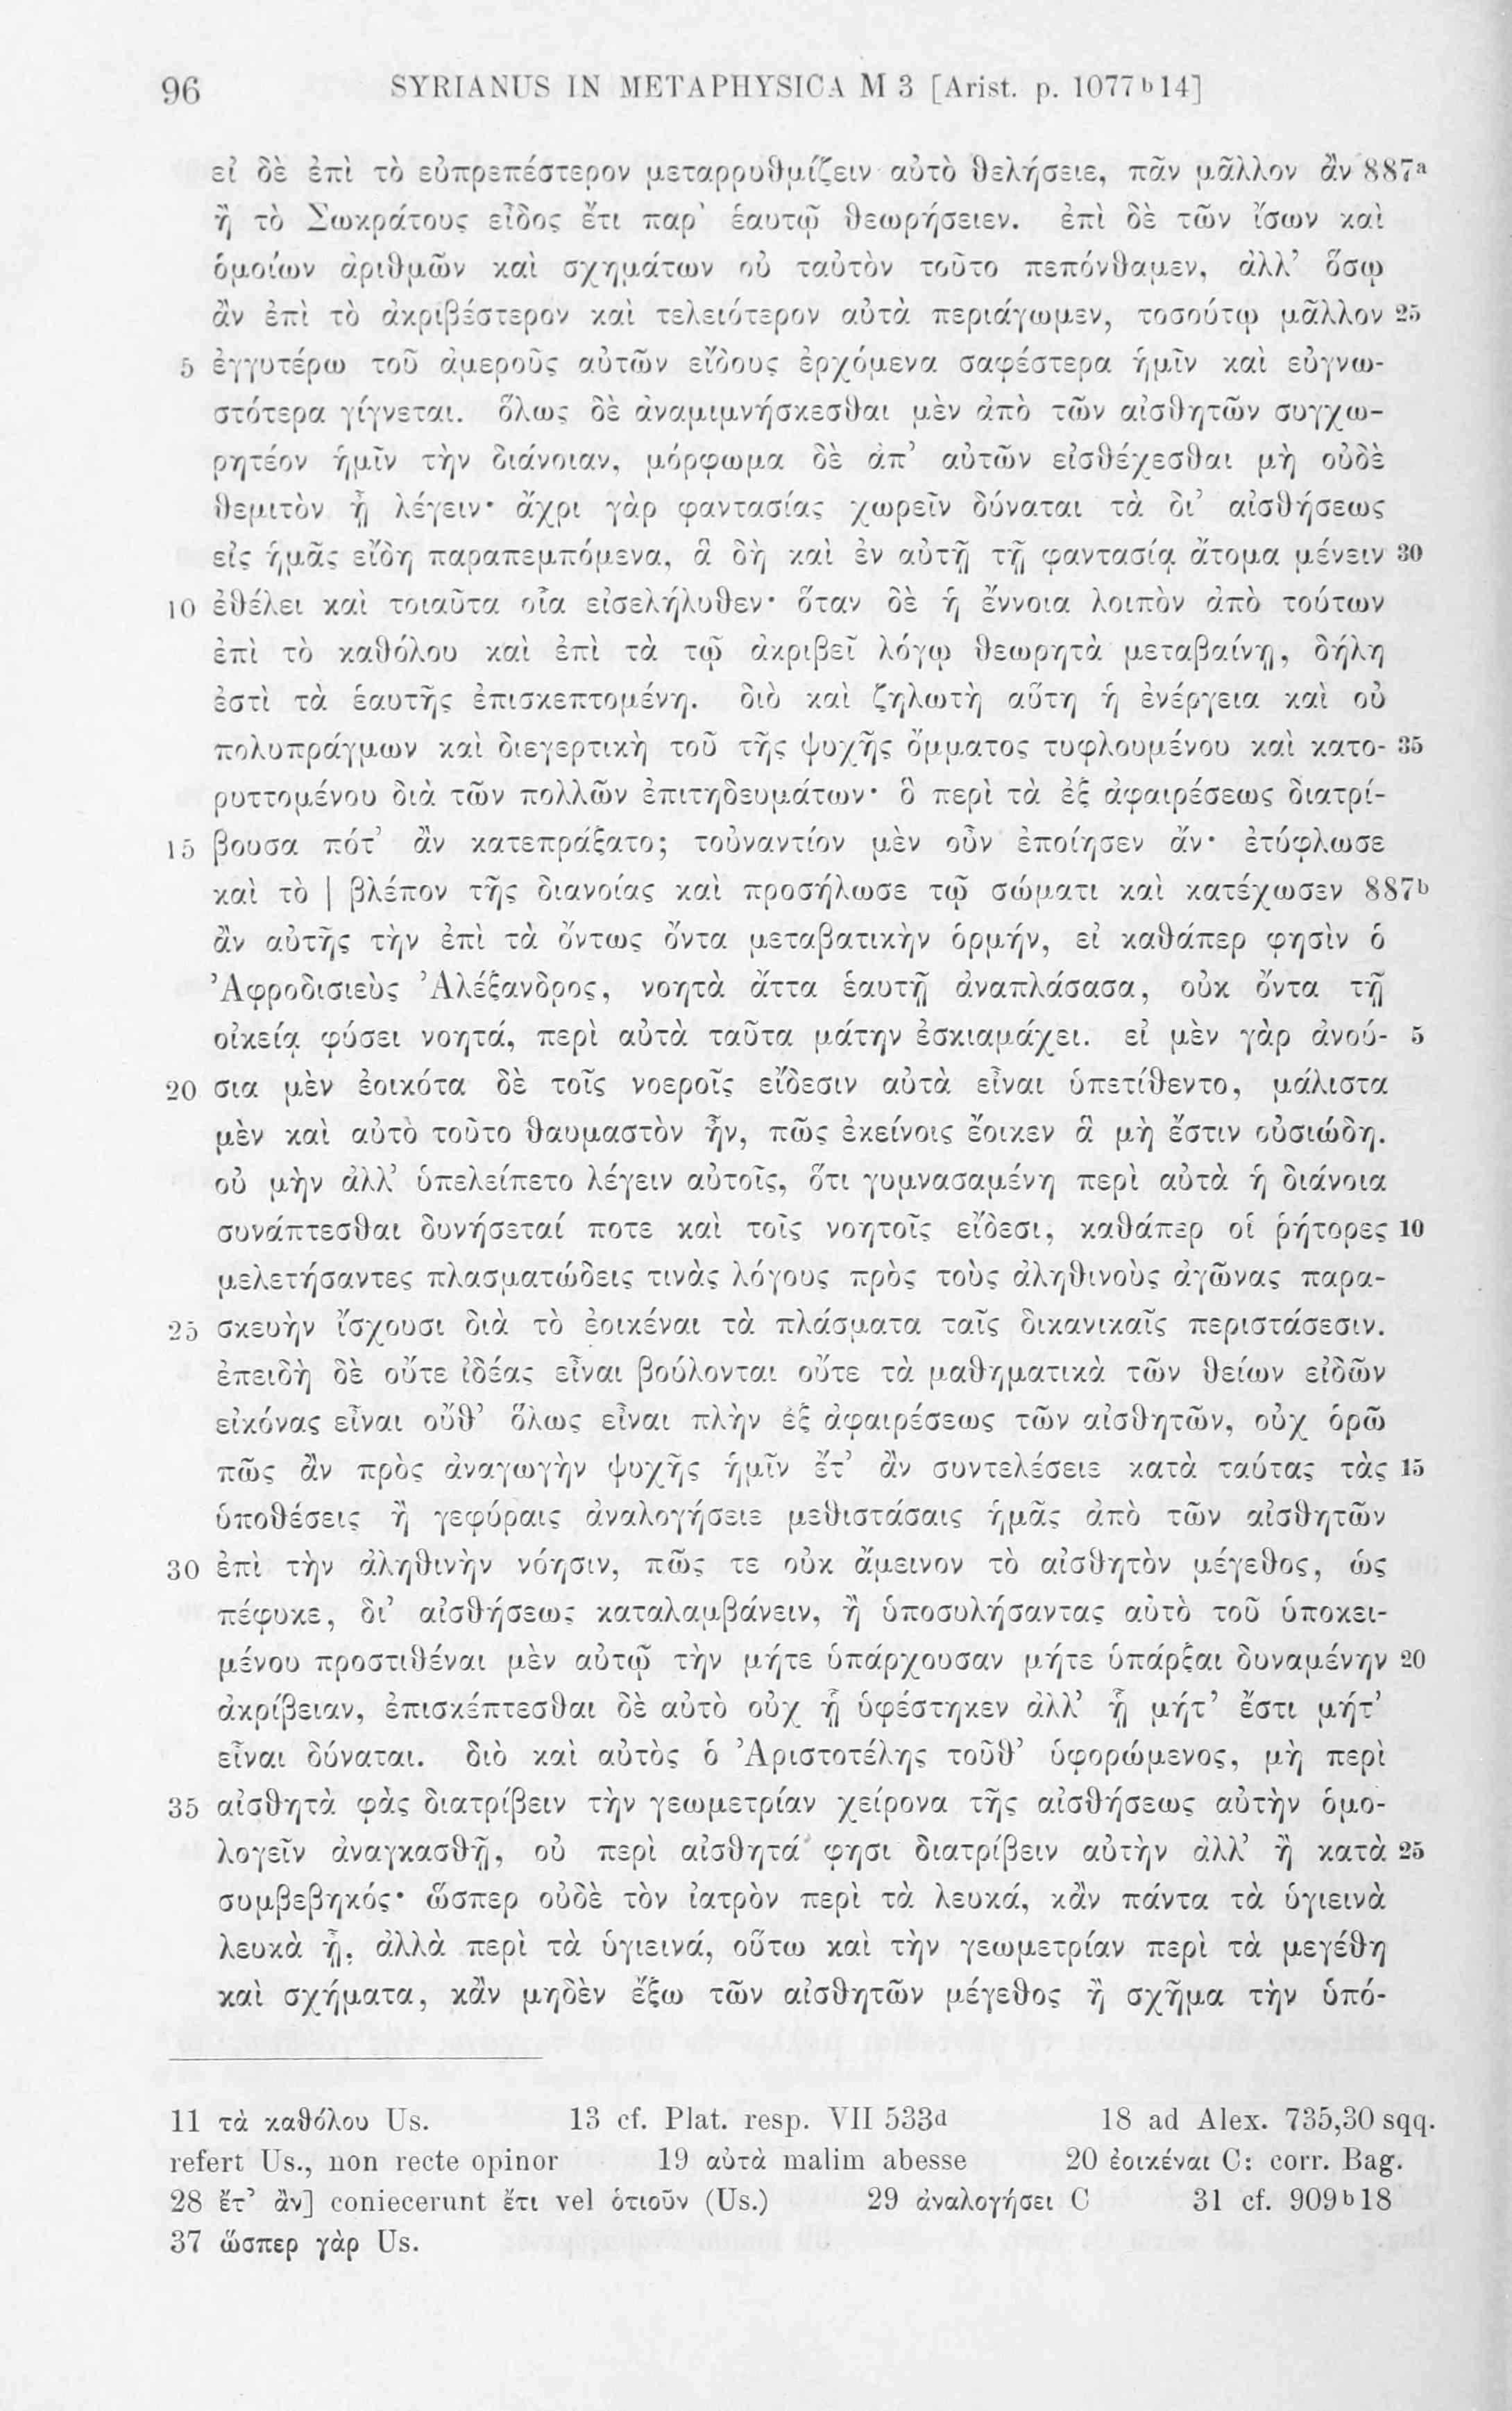 96 SYRIANUS IN METAPHYSICA M 3 [Arist. p. 1077b14]
εἰ δὲ ἐπὶ τὸ εὐπρεπέστερον μεταρρυθμίζειν αὐτὸ θελήσειε, πᾶν μᾶλλον ἂν 887a
ἢ τὸ Σωκράτους εἶδος ἔτι παρ’ ἑαυτῷ θεωρήσειεν. ἐπὶ δὲ τῶν ἴσων καὶ
ὁμοίων ἀριθμῶν καὶ σχημάτων οὐ ταὐτὸν τοῦτο πεπόνθαμεν, ἀλλ’ ὅσῳ
ἂν ἐπὶ τὸ ἀκριβέστερον καὶ τελειότερον αὐτὰ περιάγωμεν, τοσούτῳ μᾶλλον 25
5 ἐγγυτέρω τοῦ ἀμεροῦς αὐτῶν εἴδους ἐρχόμενα σαφέστερα ἡμῖν καὶ εὐγνω-
στότερα γίγνεται. ὅλως δὲ ἀναμιμνήσκεσθαι μὲν ἀπὸ τῶν αἰσθητῶν συγχω-
ρητέον ἡμῖν τὴν διάνοιαν, μόρφωμα δὲ ἀπ’ αὐτῶν εἰσθέχεσθαι μὴ οὐδὲ
θεμιτὸν ᾖ λέγειν· ἄχρι γὰρ φαντασίας χωρεῖν δύναται τὰ δι’ αἰσθήσεως
εἰς ἡμᾶς εἴδη παραπεμπόμενα, ἃ δὴ καὶ ἐν αὐτῇ τῇ φαντασίᾳ ἄτομα μένειν 30
10 ἐθέλει καὶ τοιαῦτα οἷα εἰσελήλυθεν· ὅταν δὲ ἡ ἔννοια λοιπὸν ἀπὸ τούτων
ἐπὶ τὸ καθόλου καὶ ἐπὶ τὰ τῷ ἀκριβεῖ λόγῳ θεωρητὰ μεταβαίνῃ, δήλη
ἐστὶ τὰ ἑαυτῆς ἐπισκεπτομένη. διὸ καὶ ζηλωτὴ αὕτη ἡ ἐνέργεια καὶ οὐ
πολυπράγμων καὶ διεγερτικὴ τοῦ τῆς ψυχῆς ὄμματος τυφλουμένου καὶ κατο- 35
ρυττομένου διὰ τῶν πολλῶν ἐπιτηδευμάτων· ὃ περὶ τὰ ἐξ ἀφαιρέσεως διατρί-
15 βουσα πότ’ ἂν κατεπράξατο; τοὐναντίον μὲν οὖν ἐποίησεν ἄν· ἐτύφλωσε
καὶ τὸ | βλέπον τῆς διανοίας καὶ προσήλωσε τῷ σώματι καὶ κατέχωσεν 887b
ἂν αὐτῆς τὴν ἐπὶ τὰ ὄντως ὄντα μεταβατικὴν ὁρμήν, εἰ καθάπερ φησὶν ὁ
Ἀφροδισιεὺς Ἀλέξανδρος, νοητὰ ἄττα ἑαυτῇ ἀναπλάσασα, οὐκ ὄντα τῇ
οἰκείᾳ φύσει νοητά, περὶ αὐτὰ ταῦτα μάτην ἐσκιαμάχει. εἰ μὲν γὰρ ἀνού- 5
20 σια μὲν ἐοικότα δὲ τοῖς νοεροῖς εἴδεσιν αὐτὰ εἶναι ὑπετίθεντο, μάλιστα
μὲν καὶ αὐτὸ τοῦτο θαυμαστὸν ἦν, πῶς ἐκείνοις ἔοικεν ἃ μὴ ἔστιν οὐσιώδη.
οὐ μὴν ἀλλ’ ὑπελείπετο λέγειν αὐτοῖς, ὅτι γυμνασαμένη περὶ αὐτὰ ἡ διάνοια
συνάπτεσθαι δυνήσεταί ποτε καὶ τοῖς νοητοῖς εἴδεσι, καθάπερ οἱ ῥήτορες 10
μελετήσαντες πλασματώδεις τινὰς λόγους πρὸς τοὺς ἀληθινοὺς ἀγῶνας παρα-
25 σκευὴν ἴσχουσι διὰ τὸ ἐοικέναι τὰ πλάσματα ταῖς δικανικαῖς περιστάσεσιν.
ἐπειδὴ δὲ οὔτε ἰδέας εἶναι βούλονται οὔτε τὰ μαθηματικὰ τῶν θείων εἰδῶν
εἰκόνας εἶναι οὔθ’ ὅλως εἶναι πλὴν ἐξ ἀφαιρέσεως τῶν αἰσθητῶν, οὐχ ὁρῶ
πῶς ἂν πρὸς ἀναγωγὴν ψυχῆς ἡμῖν ἔτ’ ἂν συντελέσειε κατὰ ταύτας τὰς 15
ὑποθέσεις ἢ γεφύραις ἀναλογήσειε μεθιστάσαις ἡμᾶς ἀπὸ τῶν αἰσθητῶν
30 ἐπὶ τὴν ἀληθινὴν νόησιν, πῶς τε οὐκ ἄμεινον τὸ αἰσθητὸν μέγεθος, ὡς
πέφυκε, δι’ αἰσθήσεως καταλαμβάνειν, ἢ ὑποσυλήσαντας αὐτὸ τοῦ ὑποκει-
μένου προστιθέναι μὲν αὐτῷ τὴν μήτε ὑπάρχουσαν μήτε ὑπάρξαι δυναμένην 20
ἀκρίβειαν, ἐπισκέπτεσθαι δὲ αὐτὸ οὐχ ᾗ ὑφέστηκεν ἀλλ’ ᾗ μήτ’ ἔστι μήτ’
εἶναι δύναται. διὸ καὶ αὐτὸς ὁ Ἀριστοτέλης τοῦθ’ ὑφορώμενος, μὴ περὶ
35 αἰσθητὰ φὰς διατρίβειν τὴν γεωμετρίαν χείρονα τῆς αἰσθήσεως αὐτὴν ὁμο-
λογεῖν ἀναγκασθῇ, οὐ περὶ αἰσθητά φησι διατρίβειν αὐτὴν ἀλλ’ ἢ κατὰ 25
συμβεβηκός· ὥσπερ οὐδὲ τὸν ἰατρὸν περὶ τὰ λευκά, κἂν πάντα τὰ ὑγιεινὰ
λευκὰ ᾖ, ἀλλὰ περὶ τὰ ὑγιεινά, οὕτω καὶ τὴν γεωμετρίαν περὶ τὰ μεγέθη
καὶ σχήματα, κἂν μηδὲν ἔξω τῶν αἰσθητῶν μέγεθος ἢ σχῆμα τὴν ὑπό-
11 τὰ καθόλου Us. 13 cf. Plat. resp. VII 533d 18 ad Alex. 735,30 sqq.
refert Us., non recte opinor 19 αὐτὰ malim abesse 20 ἐοικέναι C: corr. Bag.
28 ἔτ’ ἂν] coniecerunt ἔτι vel ὁτιοῦν (Us.) 29 ἀναλογήσει C 31 cf. 909b18
37 ὥσπερ γὰρ Us.